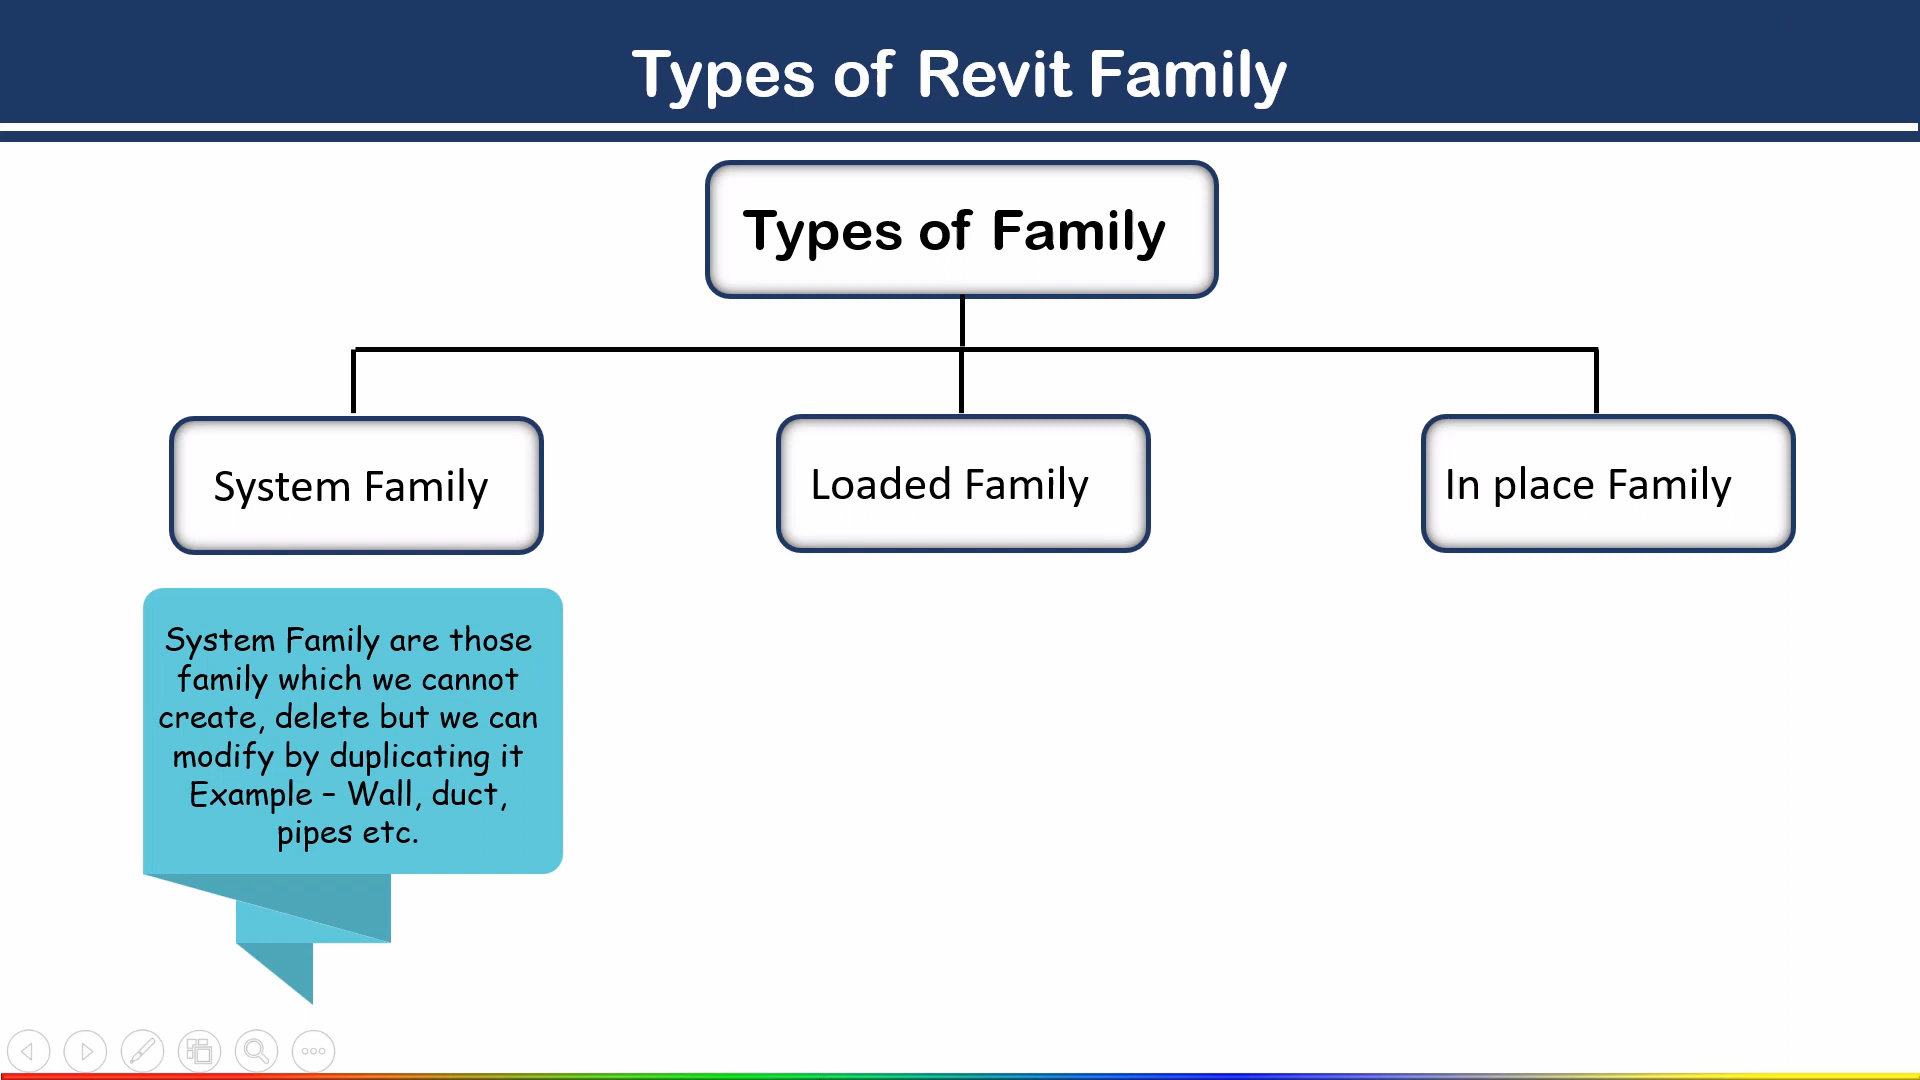 Types of Revit Family
Types of Family
System Family
Loaded Family
In place Family
System Family are those
family which we cannot
create, delete but we can
modify by duplicating it
Example – Wall, duct,
pipes etc.